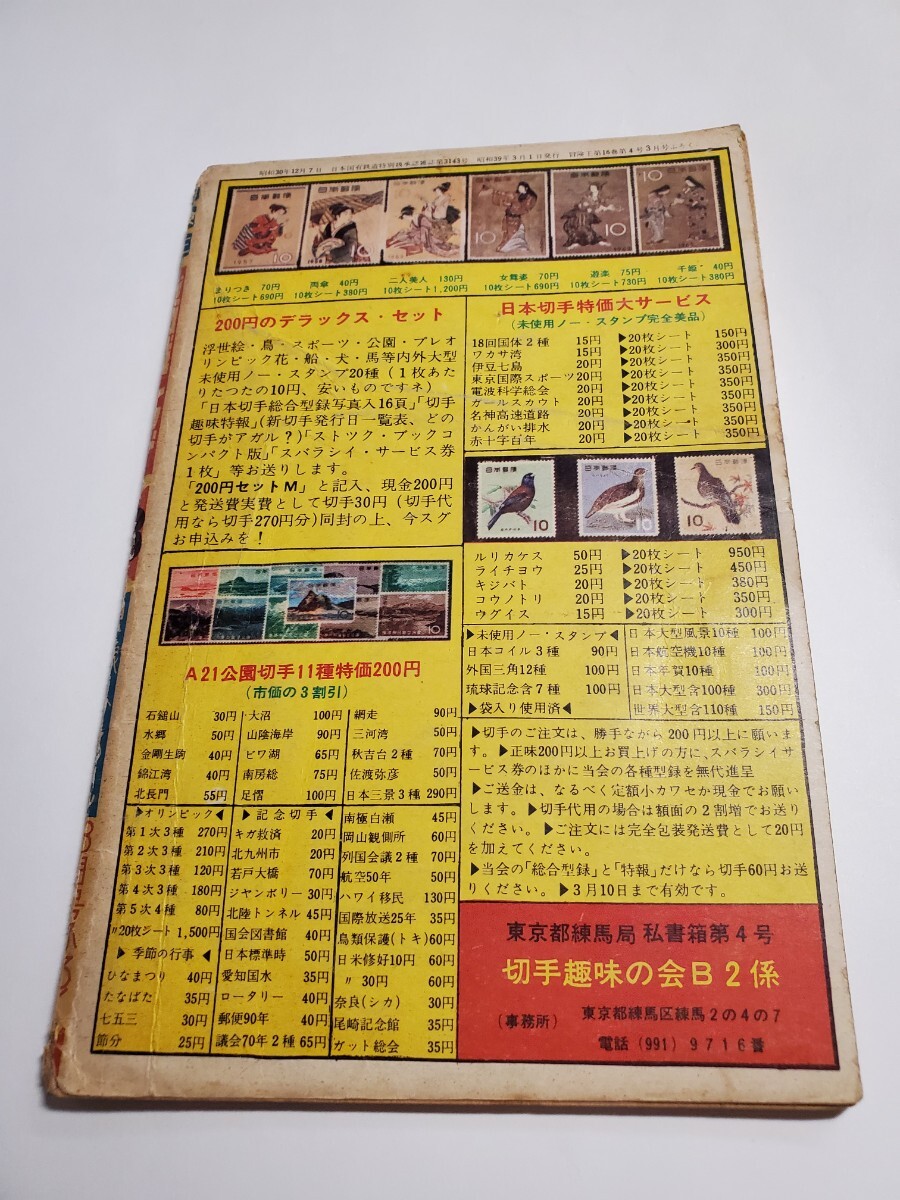 昭和30年12月7日 日本国有鉄道特別扱承認雑誌第3143号 昭和39年3月1日発行 冒険王第16巻第4号3月号ふろく
まりつき 70円
10枚シート690円
雨傘 40円
10枚シート380円
二人美人 130円
10枚シート1,200円
女舞姿 70円
10枚シート690円
遊楽 75円
10枚シート730円
千姫 40円
10枚シート380円
200円のデラックス・セット
浮世絵・鳥・スポーツ・公園・プレオ
リンピック花・船・犬・馬等内外大型
未使用ノー・スタンプ20種(1枚あた
りたつたの10円、安いものですネ)
「日本切手総合型録写真入16頁」「切手
趣味特報」(新切手発行日一覧表、どの
切手がアガル?)「ストツク・ブックコ
ンパクト版」「スバラシイ・サービス券
1枚」等お送りします。
「200円セットM」と記入、現金200円
と発送費実費として切手30円(切手代
用なら切手270円分)同封の上、今スグ
お申込みを!
A21公園切手11種特価200円
(市価の3割引)
石鎚山 30円
水郷 50円
金剛生駒 40円
錦江湾 40円
北長門 55円
大沼 100円
山陰海岸 90円
ビワ湖 65円
南房総 75円
足摺 100円
網走 90円
三河湾 50円
秋吉台2種 70円
佐渡弥彦 50円
日本三景3種 290円
▶オリンピック◀
第1次3種 270円
第2次3種 210円
第3次3種 120円
第4次3種 180円
第5次4種 80円
〃20枚シート 1,500円
▶季節の行事◀
ひなまつり 40円
たなばた 35円
七五三 30円
節分 25円
▶記念切手◀
キガ救済 20円
北九州市 20円
若戸大橋 70円
ジャンボリー 30円
北陸トンネル 45円
国会図書館 40円
日本標準時 50円
愛知国水 35円
ロータリー 40円
郵便90年 40円
議会70年2種 65円
南極白瀬 45円
岡山観側所 60円
列国会議2種 70円
航空50年 50円
ハワイ移民 130円
国際放送25年 35円
鳥類保護(トキ) 60円
日米修好10円 60円
〃 30円 60円
奈良(シカ) 30円
尾崎記念館 35円
ガット総会 35円
日本切手特価大サービス
(未使用ノー・スタンプ完全美品)
18回国体2種 15円 ▶20枚シート 150円
ワカサ湾 15円 ▶20枚シート 300円
伊豆七島 20円 ▶20枚シート 350円
東京国際スポーツ 20円 ▶20枚シート 350円
電波科学総会 20円 ▶20枚シート 350円
ガールスカウト 20円 ▶20枚シート 350円
名神高速道路 20円 ▶20枚シート 350円
かんがい排水 20円 ▶20枚シート 350円
赤十字百年 20円 ▶20枚シート 350円
ルリカケス 50円 ▶20枚シート 950円
ライチヨウ 25円 ▶20枚シート 450円
キジバト 20円 ▶20枚シート 380円
コウノトリ 20円 ▶20枚シート 350円
ウグイス 15円 ▶20枚シート 300円
▶未使用ノー・スタンプ◀
日本コイル3種 90円
外国三角12種 100円
琉球記念含7種 100円
▶袋入り使用済◀
日本大型風景10種 100円
日本航空機10種 100円
日本年賀10種 100円
日本大型含100種 300円
世界大型含110種 150円
▶切手のご注文は、勝手ながら200円以上に願いま
す。▶正味200円以上お買上げの方に、スバラシイサ
ービス券のほかに当会の各種型録を無代進呈
▶ご送金は、なるべく定額小カワセか現金でお願い
します。▶切手代用の場合は額面の2割増でお送り
ください。▶ご注文には完全包装発送費として20円
を加えてください。
▶当会の「総合型録」と「特報」だけなら切手60円お送
りください。▶3月10日まで有効です。
東京都練馬局 私書箱第4号
切手趣味の会B2係
(事務所) 東京都練馬区練馬2の4の7
電話(991)9716番